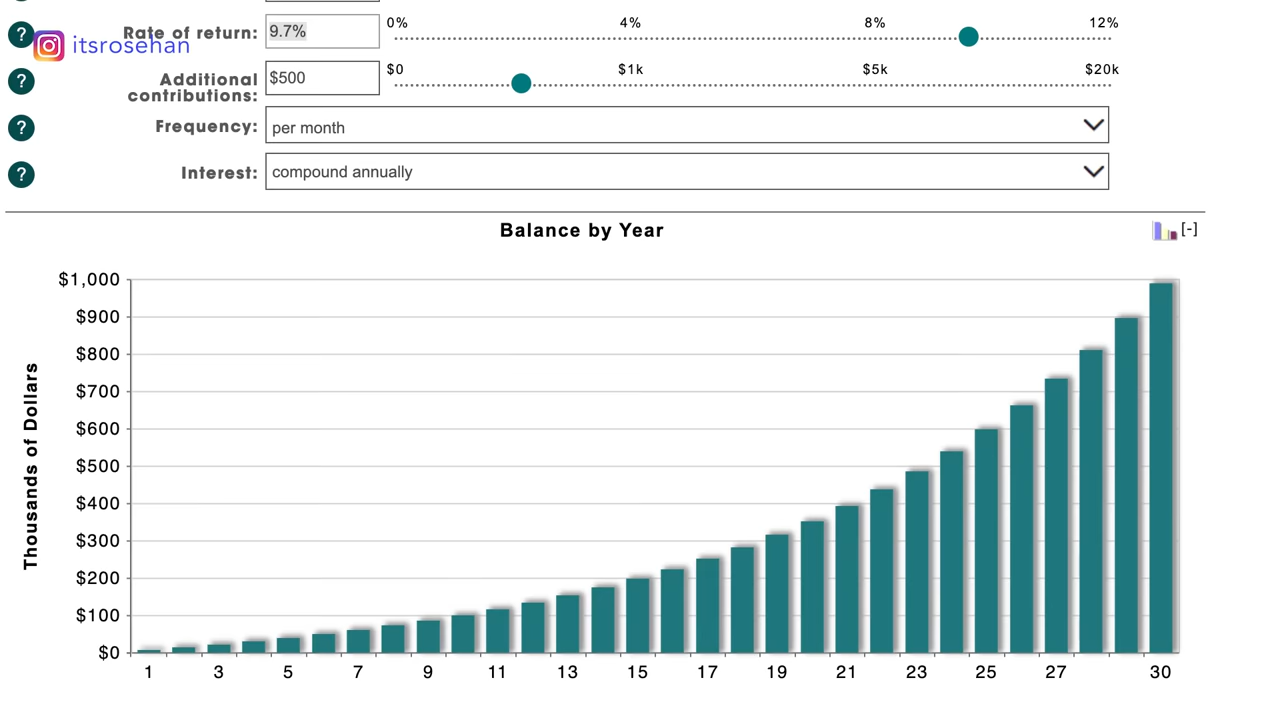 Rate of return: 9.7% 0% 4% 8% 12%
itsrosehan
Additional contributions: $500 $0 $1k $5k $20k
Frequency: per month
Interest: compound annually
Balance by Year [-]
Thousands of Dollars
$1,000
$900
$800
$700
$600
$500
$400
$300
$200
$100
$0
1 3 5 7 9 11 13 15 17 19 21 23 25 27 30
?
?
?
?